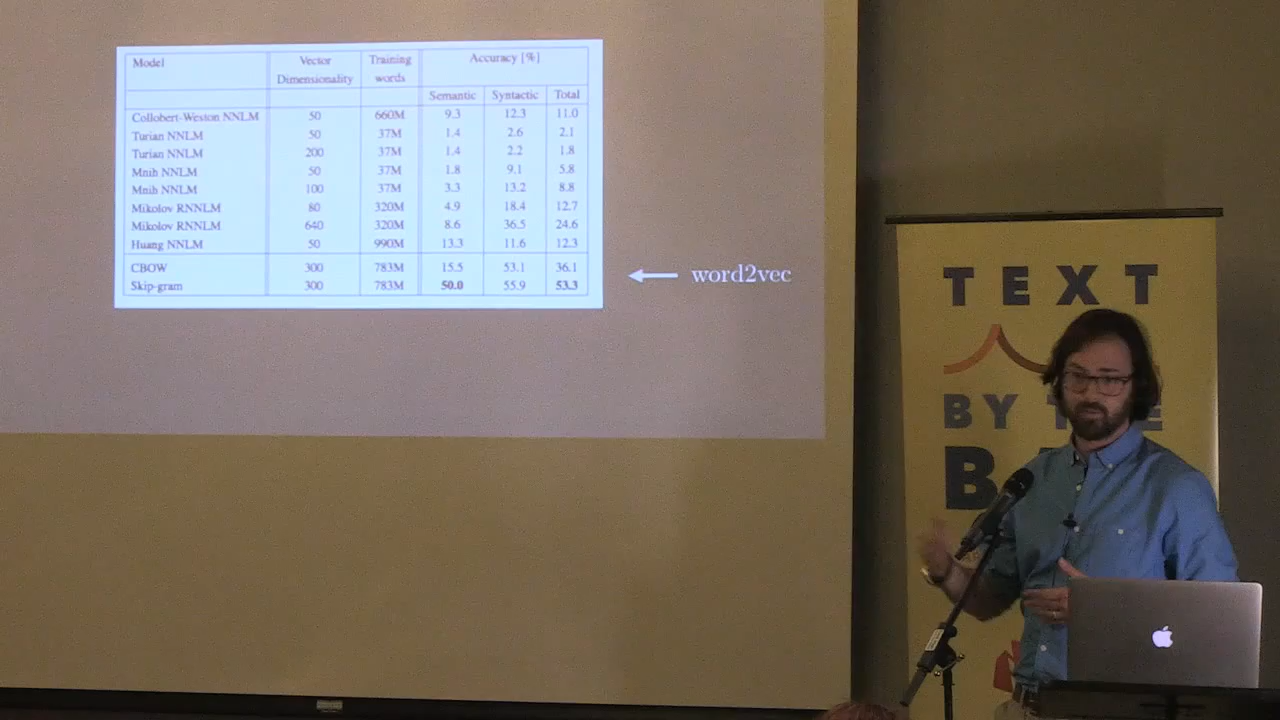 Model Vector Training Accuracy [%]
Dimensionality words
Semantic Syntactic Total
Collobert-Weston NNLM 50 660M 9.3 12.3 11.0
Turian NNLM 50 37M 1.4 2.6 2.1
Turian NNLM 200 37M 1.4 2.2 1.8
Mnih NNLM 50 37M 1.8 9.1 5.8
Mnih NNLM 100 37M 3.3 13.2 8.8
Mikolov RNNLM 80 320M 4.9 18.4 12.7
Mikolov RNNLM 640 320M 8.6 36.5 24.6
Huang NNLM 50 990M 13.3 11.6 12.3
CBOW 300 783M 15.5 53.1 36.1
Skip-gram 300 783M 50.0 55.9 53.3
word2vec
TEXT
BY